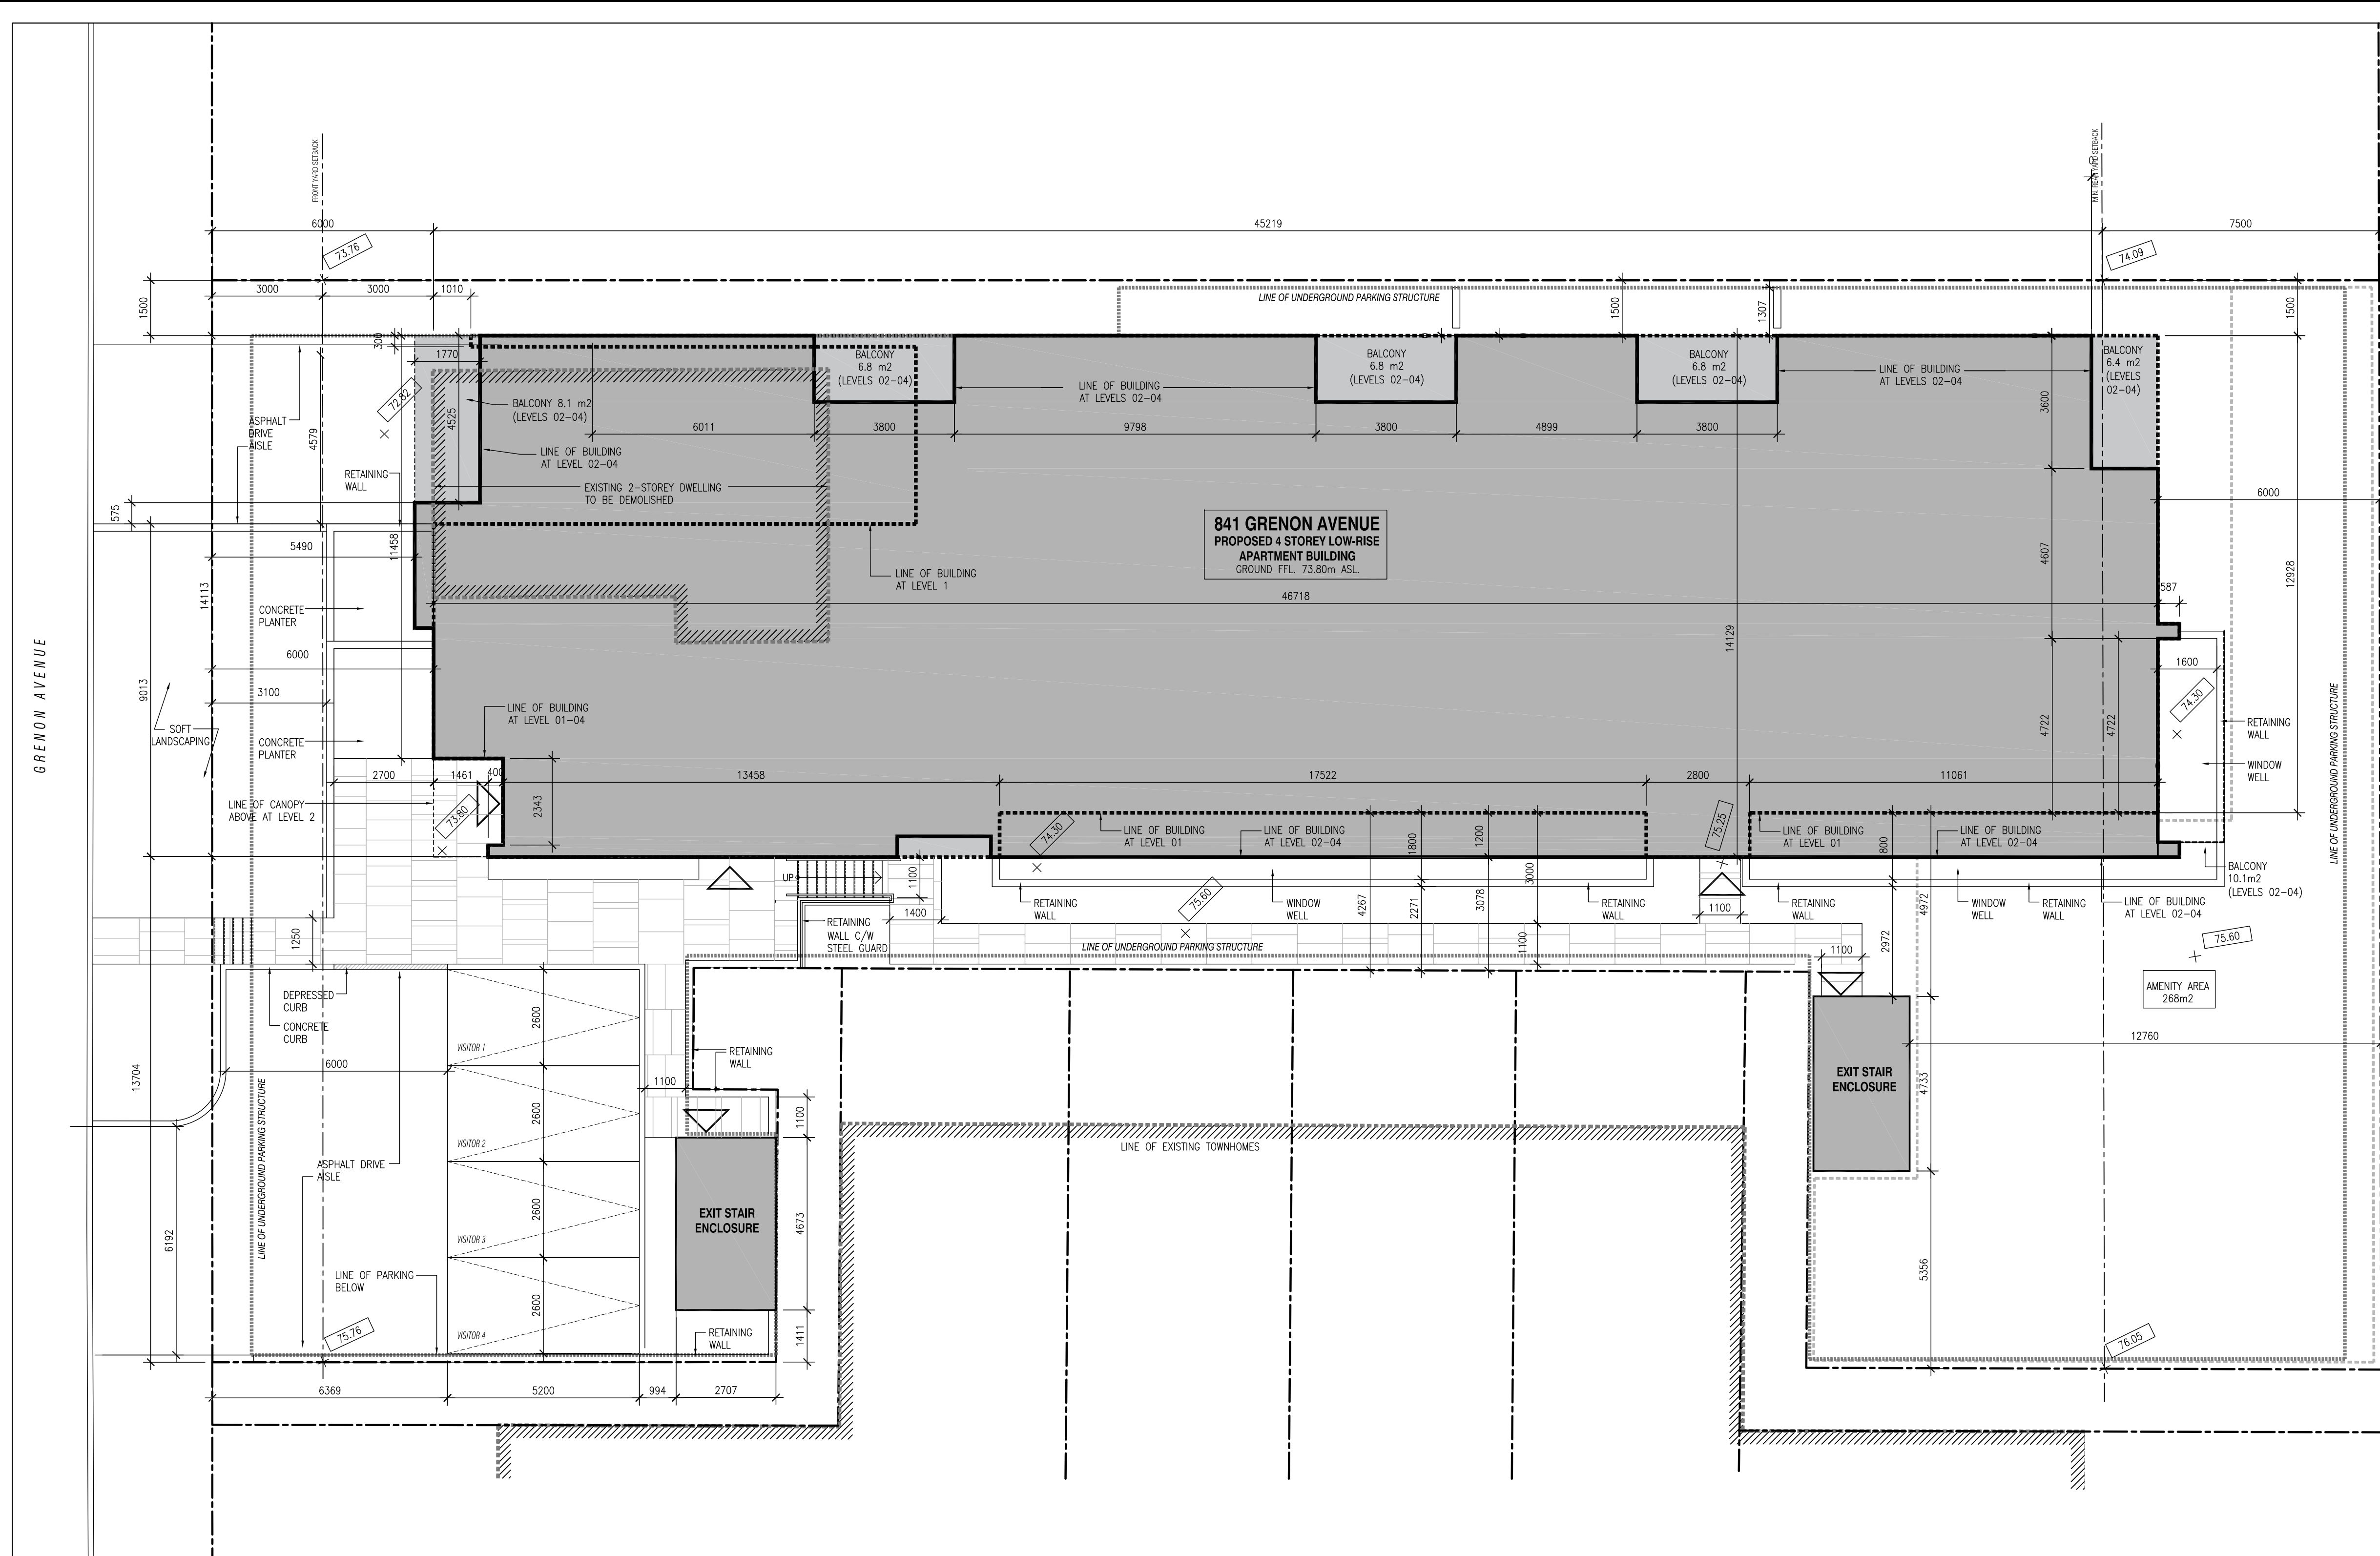 FRONT YARD SETBACK
MIN. REAR YARD SETBACK
0
6000
45219
7500
73.76
74.09
3000
3000
1010
1500
300
LINE OF UNDERGROUND PARKING STRUCTURE
1500
1307
1500
1770
72.82
4525
4579
ASPHALT
DRIVE
AISLE
BALCONY 8.1 m2
(LEVELS 02-04)
BALCONY
6.8 m2
(LEVELS 02-04)
LINE OF BUILDING
AT LEVELS 02-04
BALCONY
6.8 m2
(LEVELS 02-04)
BALCONY
6.8 m2
(LEVELS 02-04)
LINE OF BUILDING
AT LEVELS 02-04
BALCONY
6.4 m2
(LEVELS
02-04)
3600
6011
3800
9798
3800
4899
3800
LINE OF BUILDING
AT LEVEL 02-04
RETAINING
WALL
EXISTING 2-STOREY DWELLING
TO BE DEMOLISHED
6000
575
5490
11458
841 GRENON AVENUE
PROPOSED 4 STOREY LOW-RISE
APARTMENT BUILDING
GROUND FFL. 73.80m ASL.
4607
12928
LINE OF BUILDING
AT LEVEL 1
14113
46718
587
CONCRETE
PLANTER
14129
GRENON AVENUE
6000
1600
9013
3100
74.30
LINE OF UNDERGROUND PARKING STRUCTURE
LINE OF BUILDING
AT LEVEL 01-04
SOFT
LANDSCAPING
CONCRETE
PLANTER
4722
4722
RETAINING
WALL
WINDOW
WELL
2700
1461
400
13458
17522
2800
11061
LINE OF CANOPY
ABOVE AT LEVEL 2
73.80
2343
74.30
LINE OF BUILDING
AT LEVEL 01
LINE OF BUILDING
AT LEVEL 02-04
1800
1200
75.25
LINE OF BUILDING
AT LEVEL 01
800
LINE OF BUILDING
AT LEVEL 02-04
UP
1100
1400
RETAINING
WALL C/W
STEEL GUARD
RETAINING
WALL
75.60
WINDOW
WELL
4267
2271
3078
3000
1100
RETAINING
WALL
1100
RETAINING
WALL
2972
4972
WINDOW
WELL
RETAINING
WALL
LINE OF BUILDING
AT LEVEL 02-04
BALCONY
10.1m2
(LEVELS 02-04)
1250
LINE OF UNDERGROUND PARKING STRUCTURE
1100
75.60
AMENITY AREA
268m2
DEPRESSED
CURB
CONCRETE
CURB
2600
VISITOR 1
RETAINING
WALL
12760
6000
13704
1100
1100
EXIT STAIR
ENCLOSURE
4733
LINE OF UNDERGROUND PARKING STRUCTURE
2600
VISITOR 2
LINE OF EXISTING TOWNHOMES
ASPHALT DRIVE
AISLE
6192
2600
VISITOR 3
EXIT STAIR
ENCLOSURE
4673
5356
LINE OF PARKING
BELOW
2600
VISITOR 4
75.76
RETAINING
WALL
1411
76.05
6369
5200
994
2707